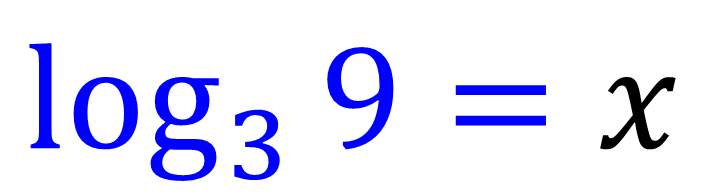 log₃ 9 = x